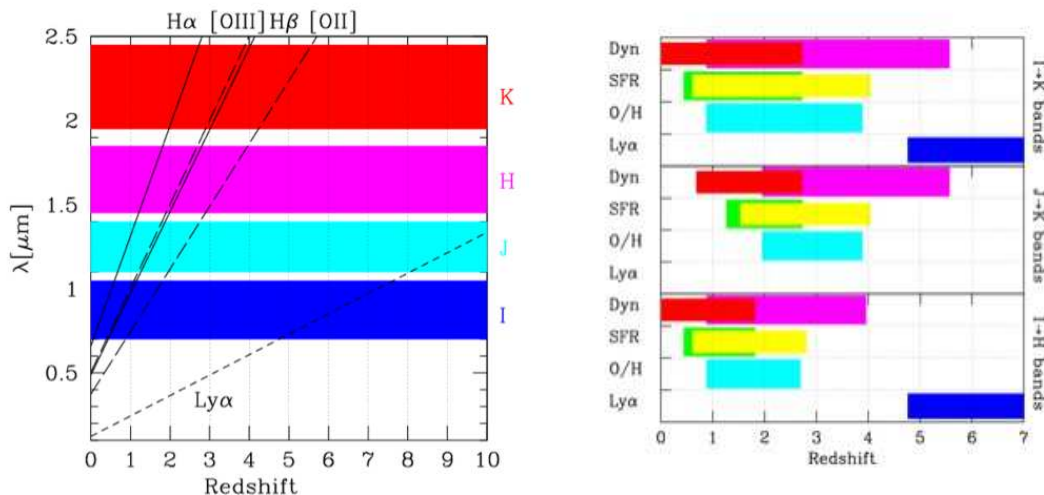 Hα [OIII] Hβ [OII]
2.5
2
1.5
1
0.5
λ[μm]
K
H
J
I
Lyα
0 1 2 3 4 5 6 7 8 9 10
Redshift
Dyn
SFR
O/H
Lyα
I→K bands
Dyn
SFR
O/H
Lyα
J→K bands
Dyn
SFR
O/H
Lyα
I→H bands
0 1 2 3 4 5 6 7
Redshift